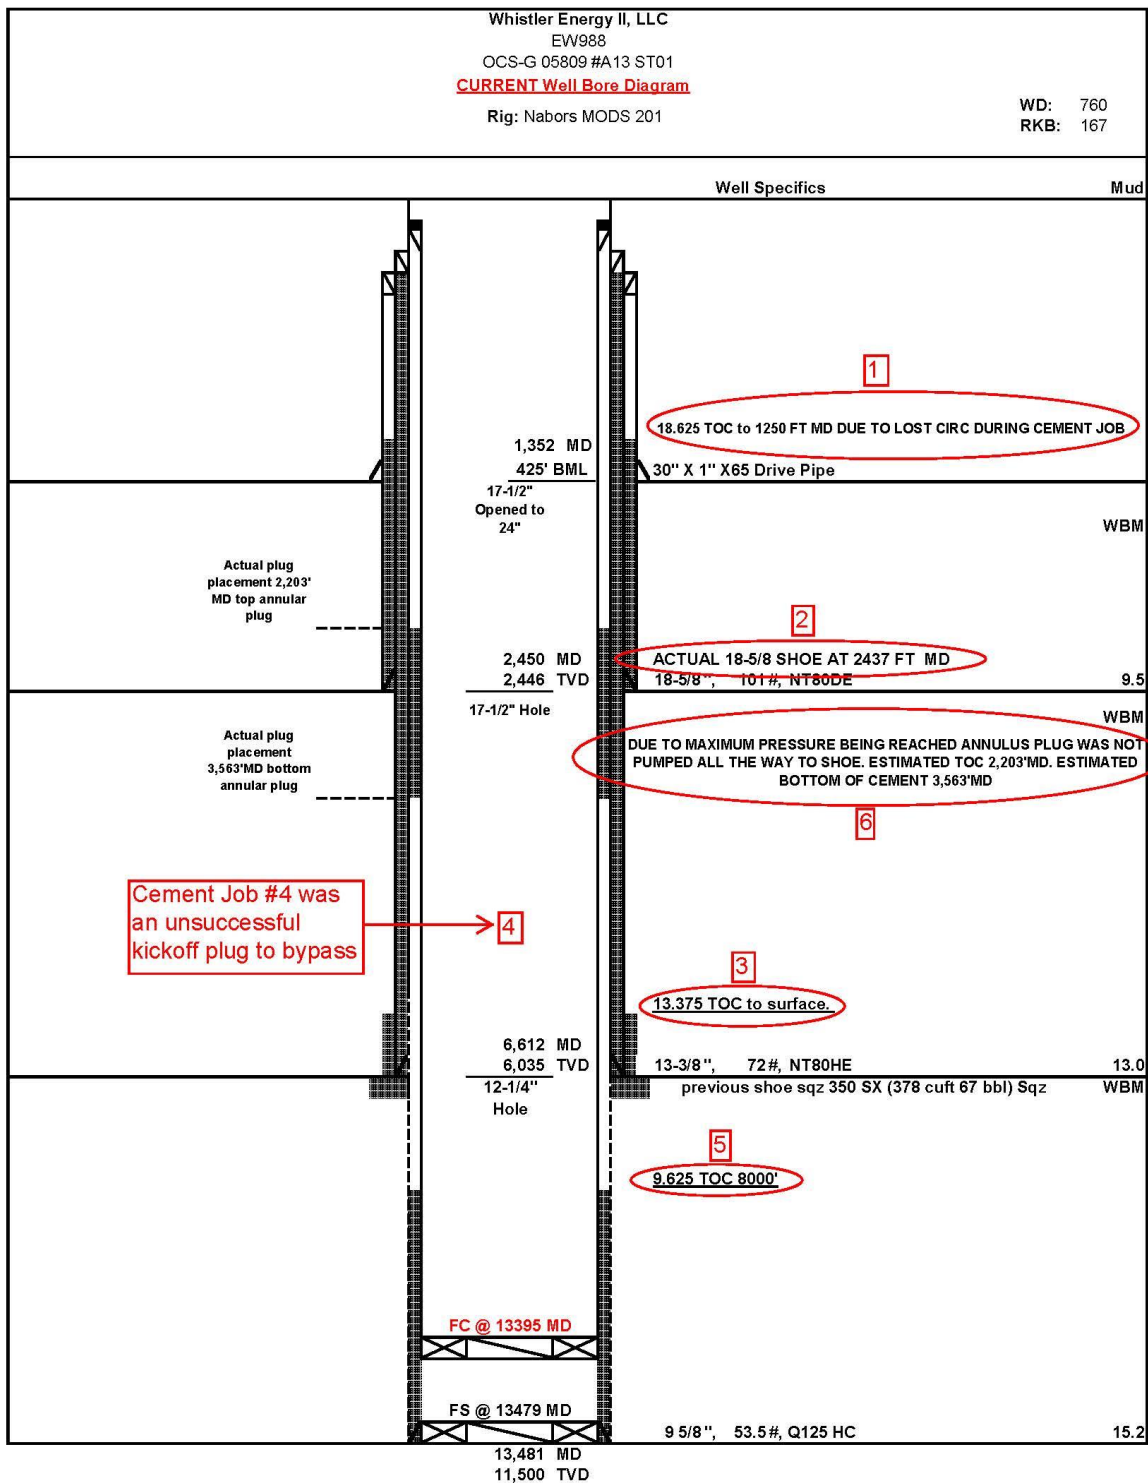 Whistler Energy II, LLC
EW988
OCS-G 05809 #A13 ST01
CURRENT Well Bore Diagram
Rig: Nabors MODS 201
WD: 760
RKB: 167
Well Specifics
Mud
1
18.625 TOC to 1250 FT MD DUE TO LOST CIRC DURING CEMENT JOB
1,352 MD
425' BML
30" X 1" X65 Drive Pipe
17-1/2"
Opened to
24"
WBM
Actual plug
placement 2,203'
MD top annular
plug
2
2,450 MD
ACTUAL 18-5/8 SHOE AT 2437 FT MD
2,446 TVD
18-5/8", 101#, NT80DE
9.5
17-1/2" Hole
WBM
Actual plug
placement
3,563'MD bottom
annular plug
DUE TO MAXIMUM PRESSURE BEING REACHED ANNULUS PLUG WAS NOT
PUMPED ALL THE WAY TO SHOE. ESTIMATED TOC 2,203'MD. ESTIMATED
BOTTOM OF CEMENT 3,563'MD
6
Cement Job #4 was
an unsuccessful
kickoff plug to bypass
4
3
13.375 TOC to surface.
6,612 MD
6,035 TVD
13-3/8", 72#, NT80HE
13.0
12-1/4"
Hole
previous shoe sqz 350 SX (378 cuft 67 bbl) Sqz
WBM
5
9.625 TOC 8000'
FC @ 13395 MD
FS @ 13479 MD
9 5/8", 53.5#, Q125 HC
15.2
13,481 MD
11,500 TVD